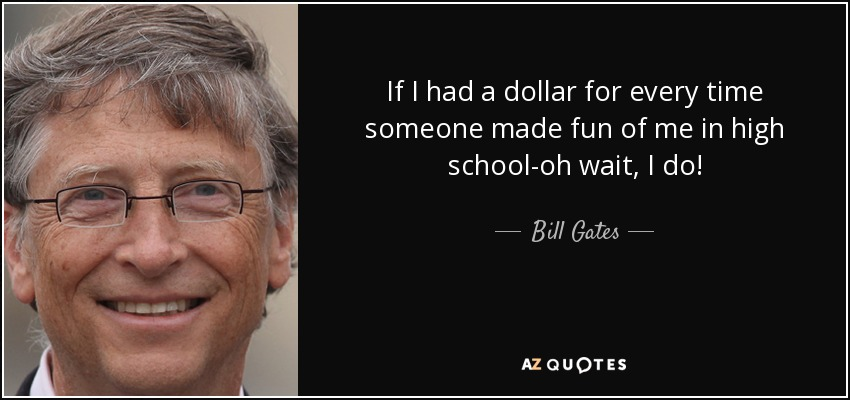 If I had a dollar for every time
someone made fun of me in high
school-oh wait, I do!
Bill Gates
AZ QUOTES